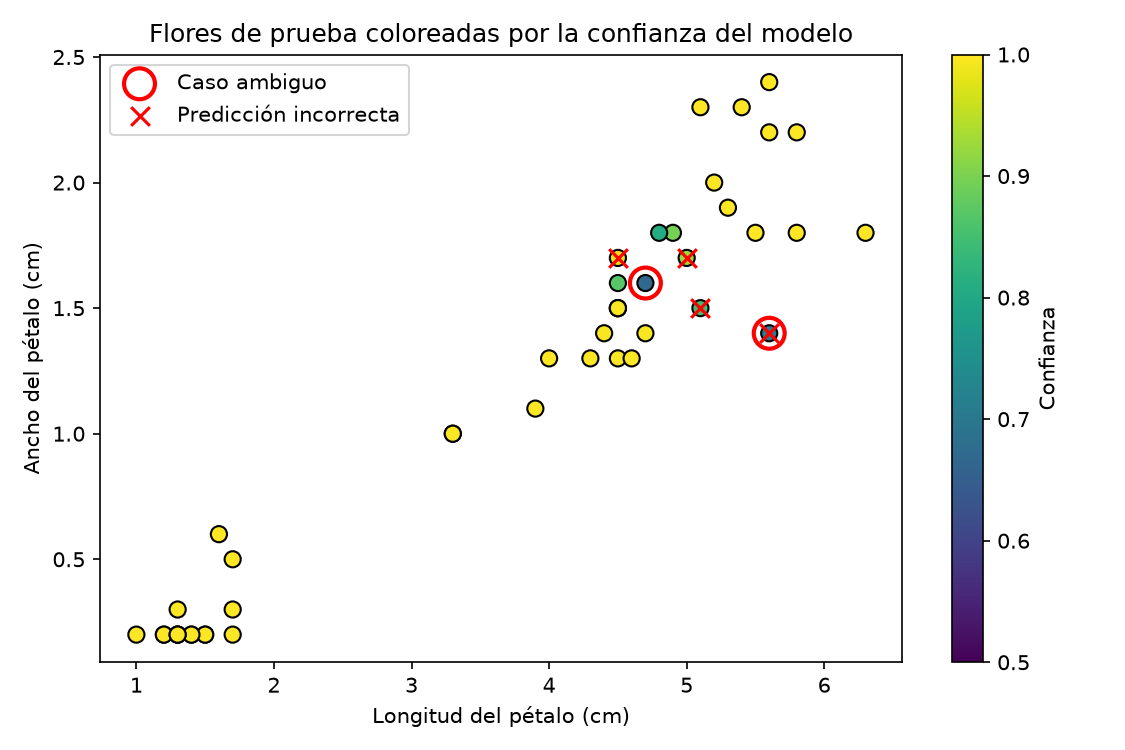 Flores de prueba coloreadas por la confianza del modelo
Caso ambiguo
Predicción incorrecta
2.5
2.0
1.5
1.0
0.5
Ancho del pétalo (cm)
1 2 3 4 5 6
Longitud del pétalo (cm)
1.0
0.9
0.8
0.7
0.6
0.5
Confianza